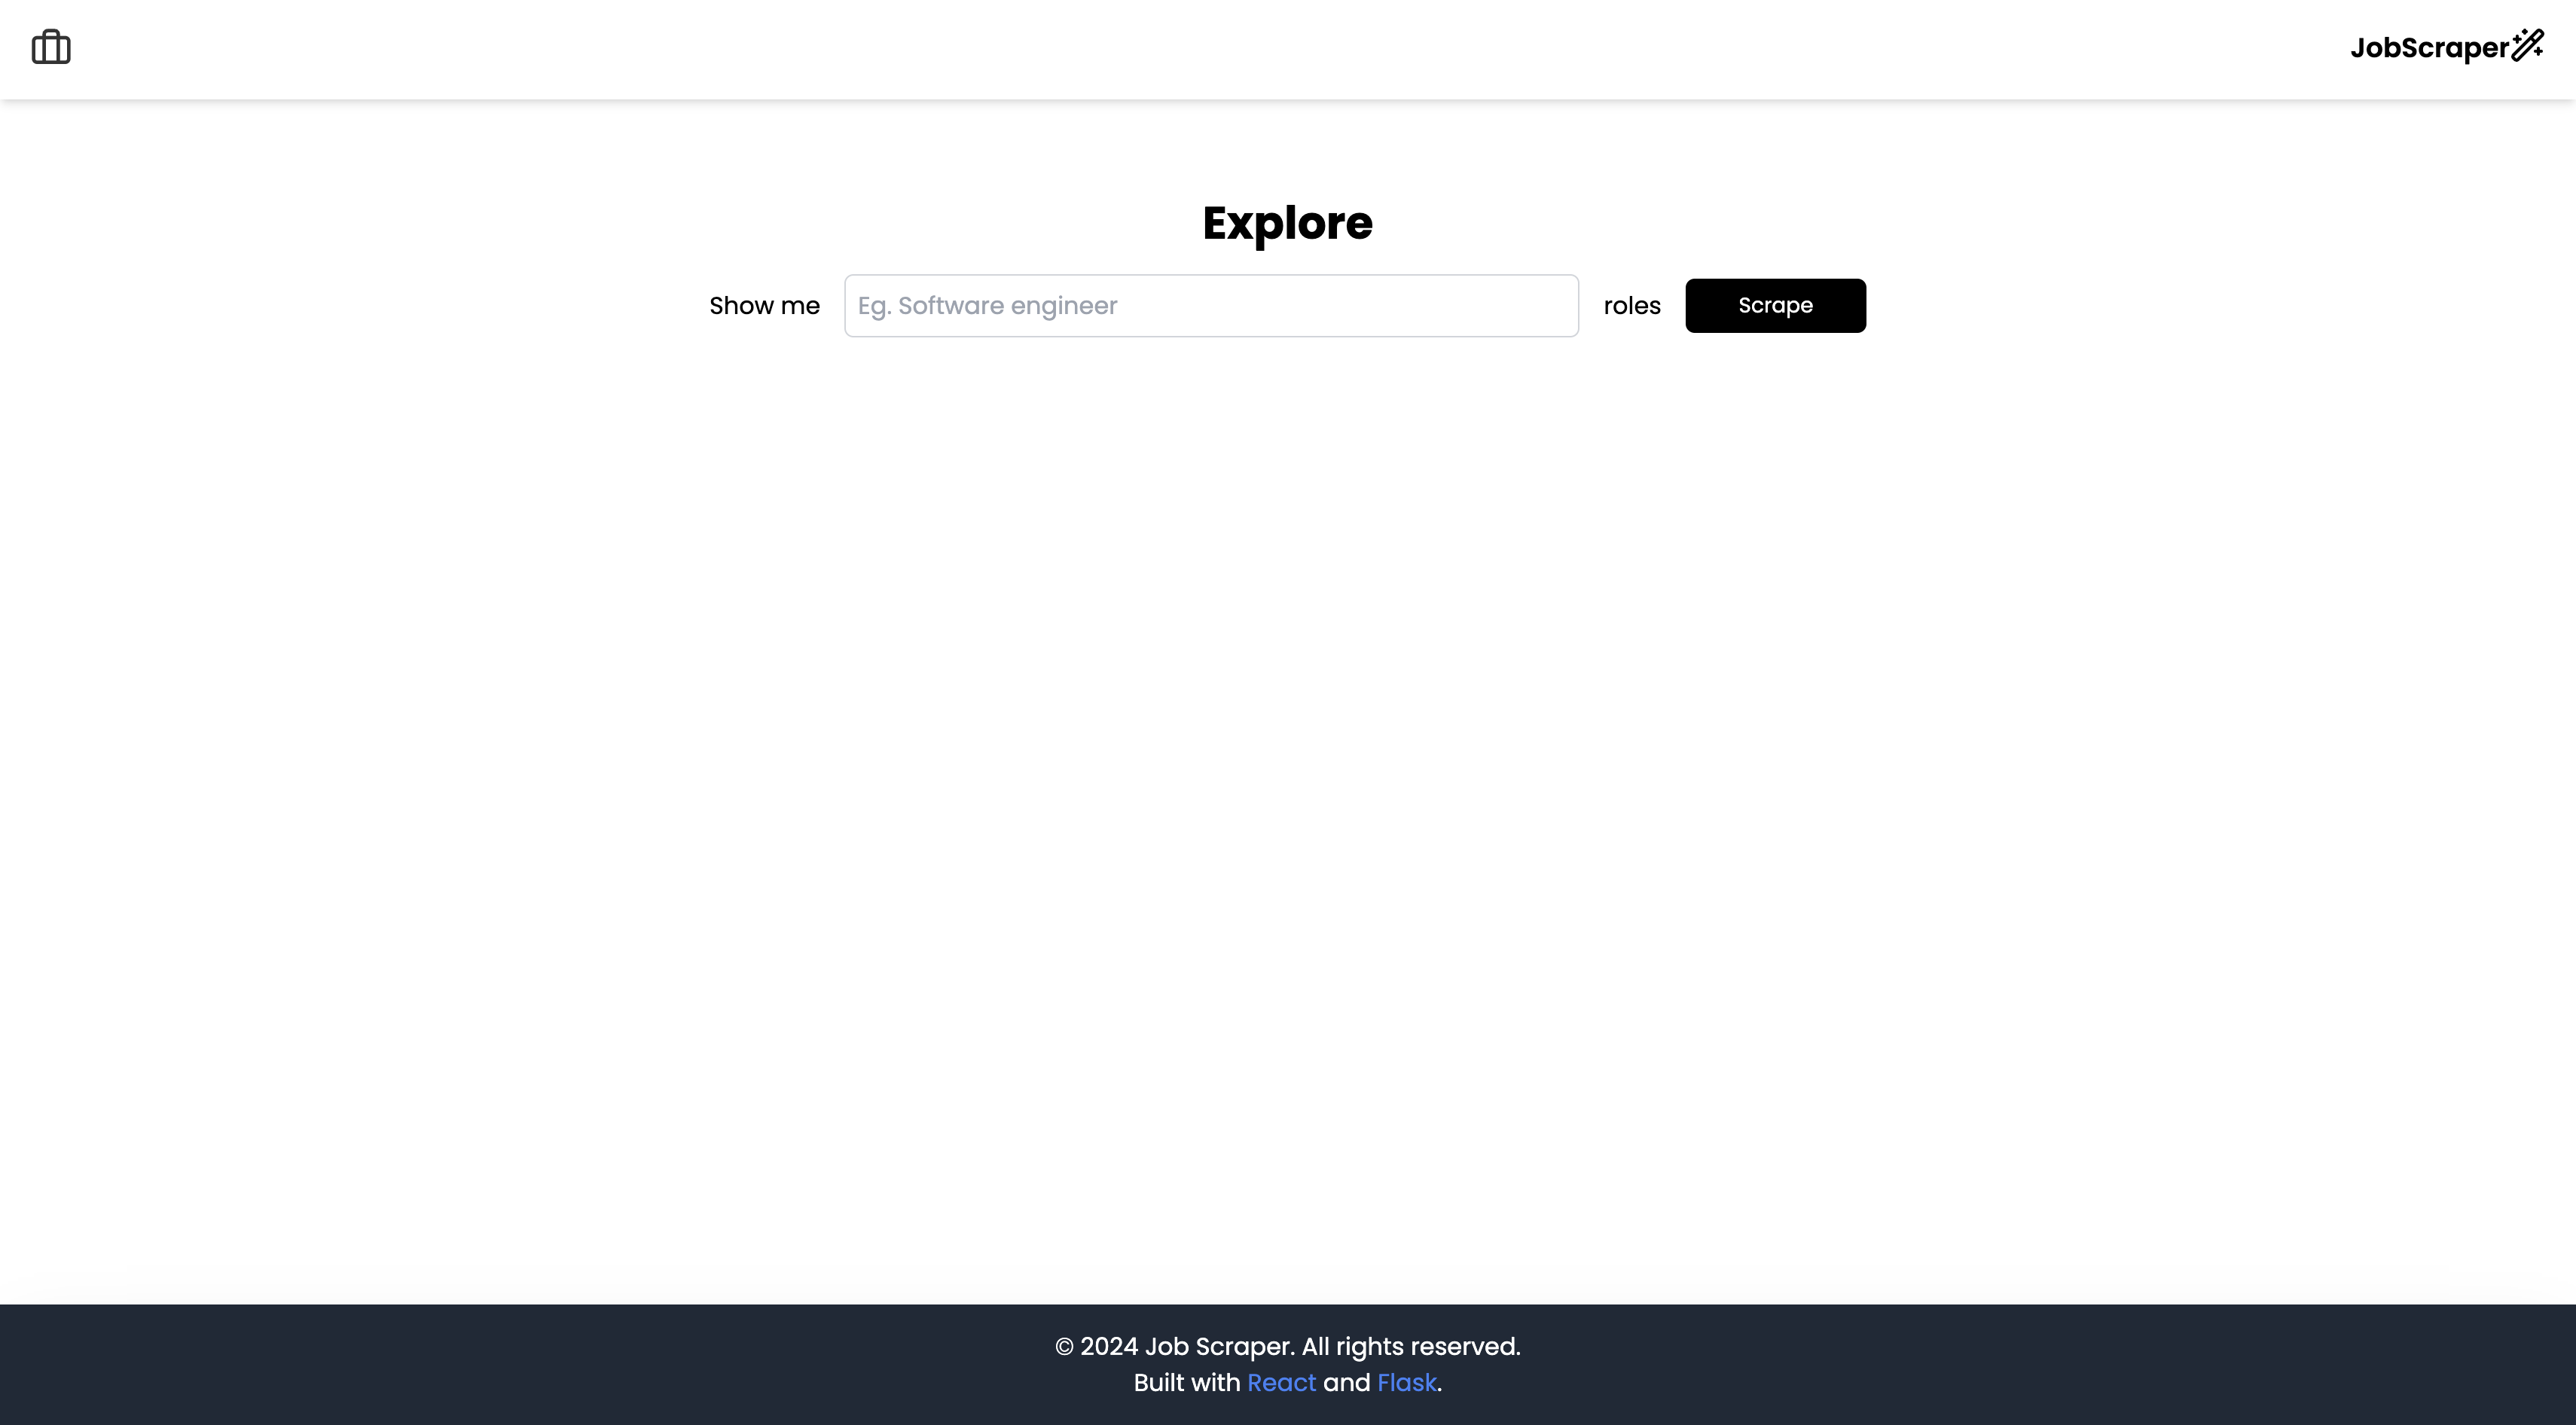 JobScraper
Explore
Show me Eg. Software engineer roles Scrape
© 2024 Job Scraper. All rights reserved.
Built with React and Flask.